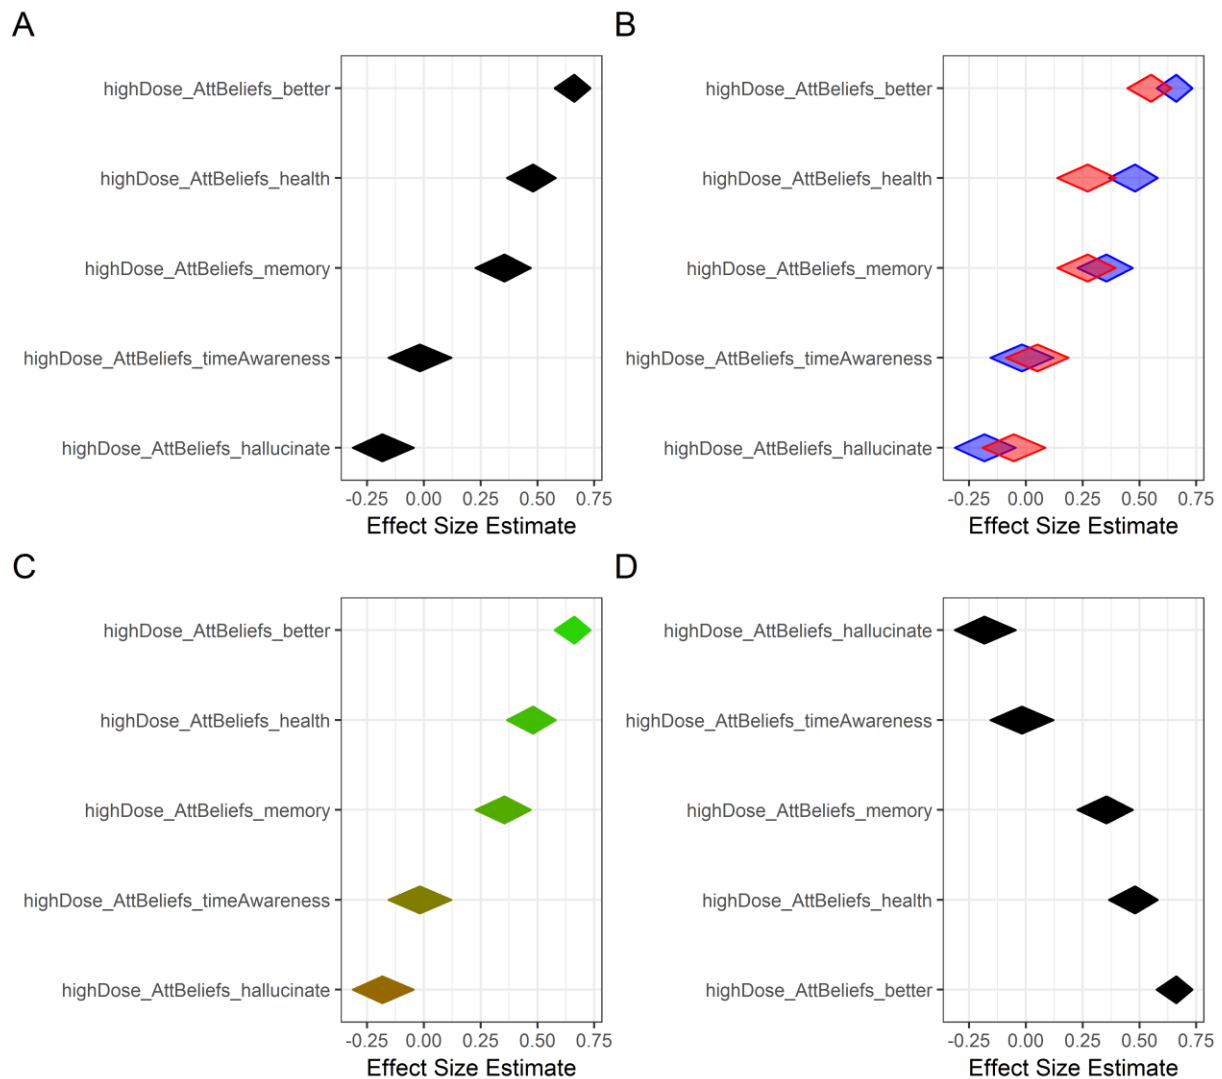 A
highDose_AttBeliefs_better
highDose_AttBeliefs_health
highDose_AttBeliefs_memory
highDose_AttBeliefs_timeAwareness
highDose_AttBeliefs_hallucinate
-0.25 0.00 0.25 0.50 0.75
Effect Size Estimate
B
highDose_AttBeliefs_better
highDose_AttBeliefs_health
highDose_AttBeliefs_memory
highDose_AttBeliefs_timeAwareness
highDose_AttBeliefs_hallucinate
-0.25 0.00 0.25 0.50 0.75
Effect Size Estimate
C
highDose_AttBeliefs_better
highDose_AttBeliefs_health
highDose_AttBeliefs_memory
highDose_AttBeliefs_timeAwareness
highDose_AttBeliefs_hallucinate
-0.25 0.00 0.25 0.50 0.75
Effect Size Estimate
D
highDose_AttBeliefs_hallucinate
highDose_AttBeliefs_timeAwareness
highDose_AttBeliefs_memory
highDose_AttBeliefs_health
highDose_AttBeliefs_better
-0.25 0.00 0.25 0.50 0.75
Effect Size Estimate